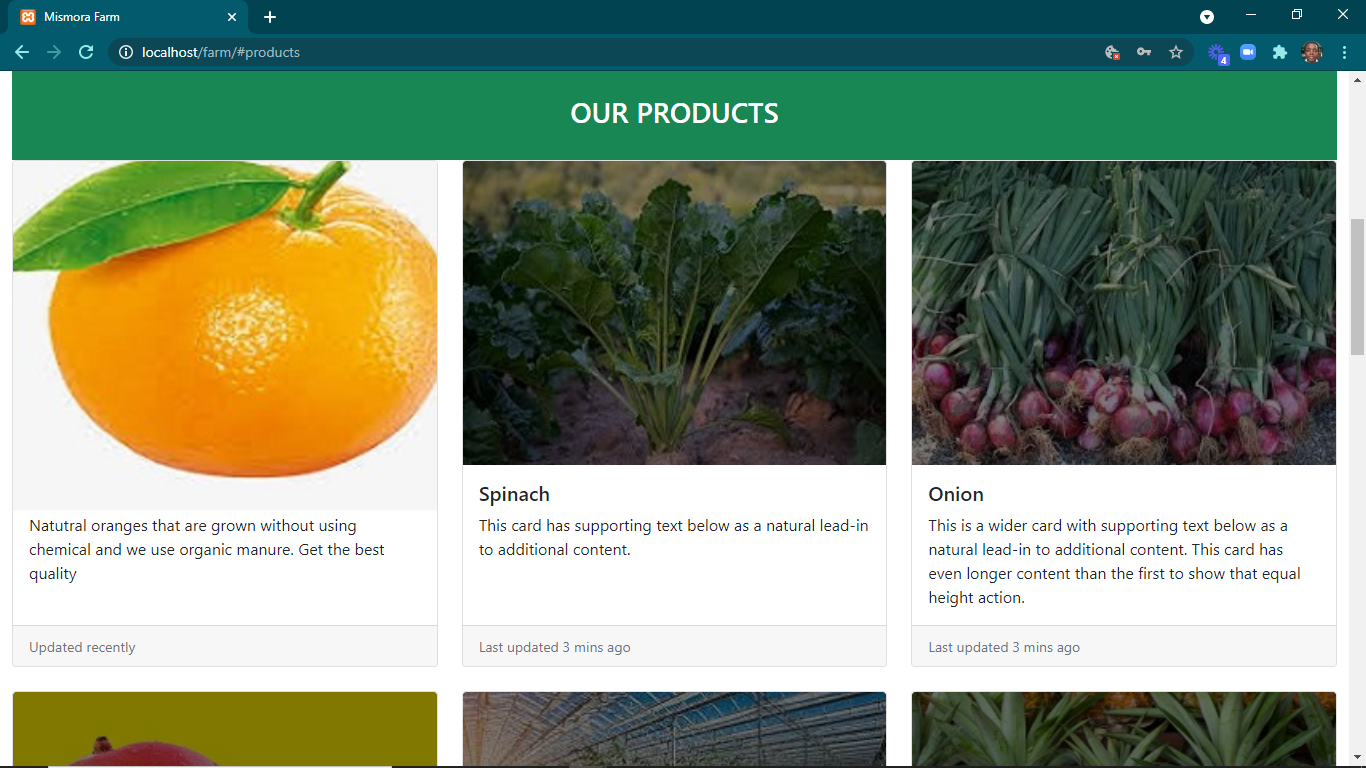 Mismora Farm
localhost/farm/#products
4
OUR PRODUCTS
Natutral oranges that are grown without using
chemical and we use organic manure. Get the best
quality
Updated recently
Spinach
This card has supporting text below as a natural lead-in
to additional content.
Last updated 3 mins ago
Onion
This is a wider card with supporting text below as a
natural lead-in to additional content. This card has
even longer content than the first to show that equal
height action.
Last updated 3 mins ago